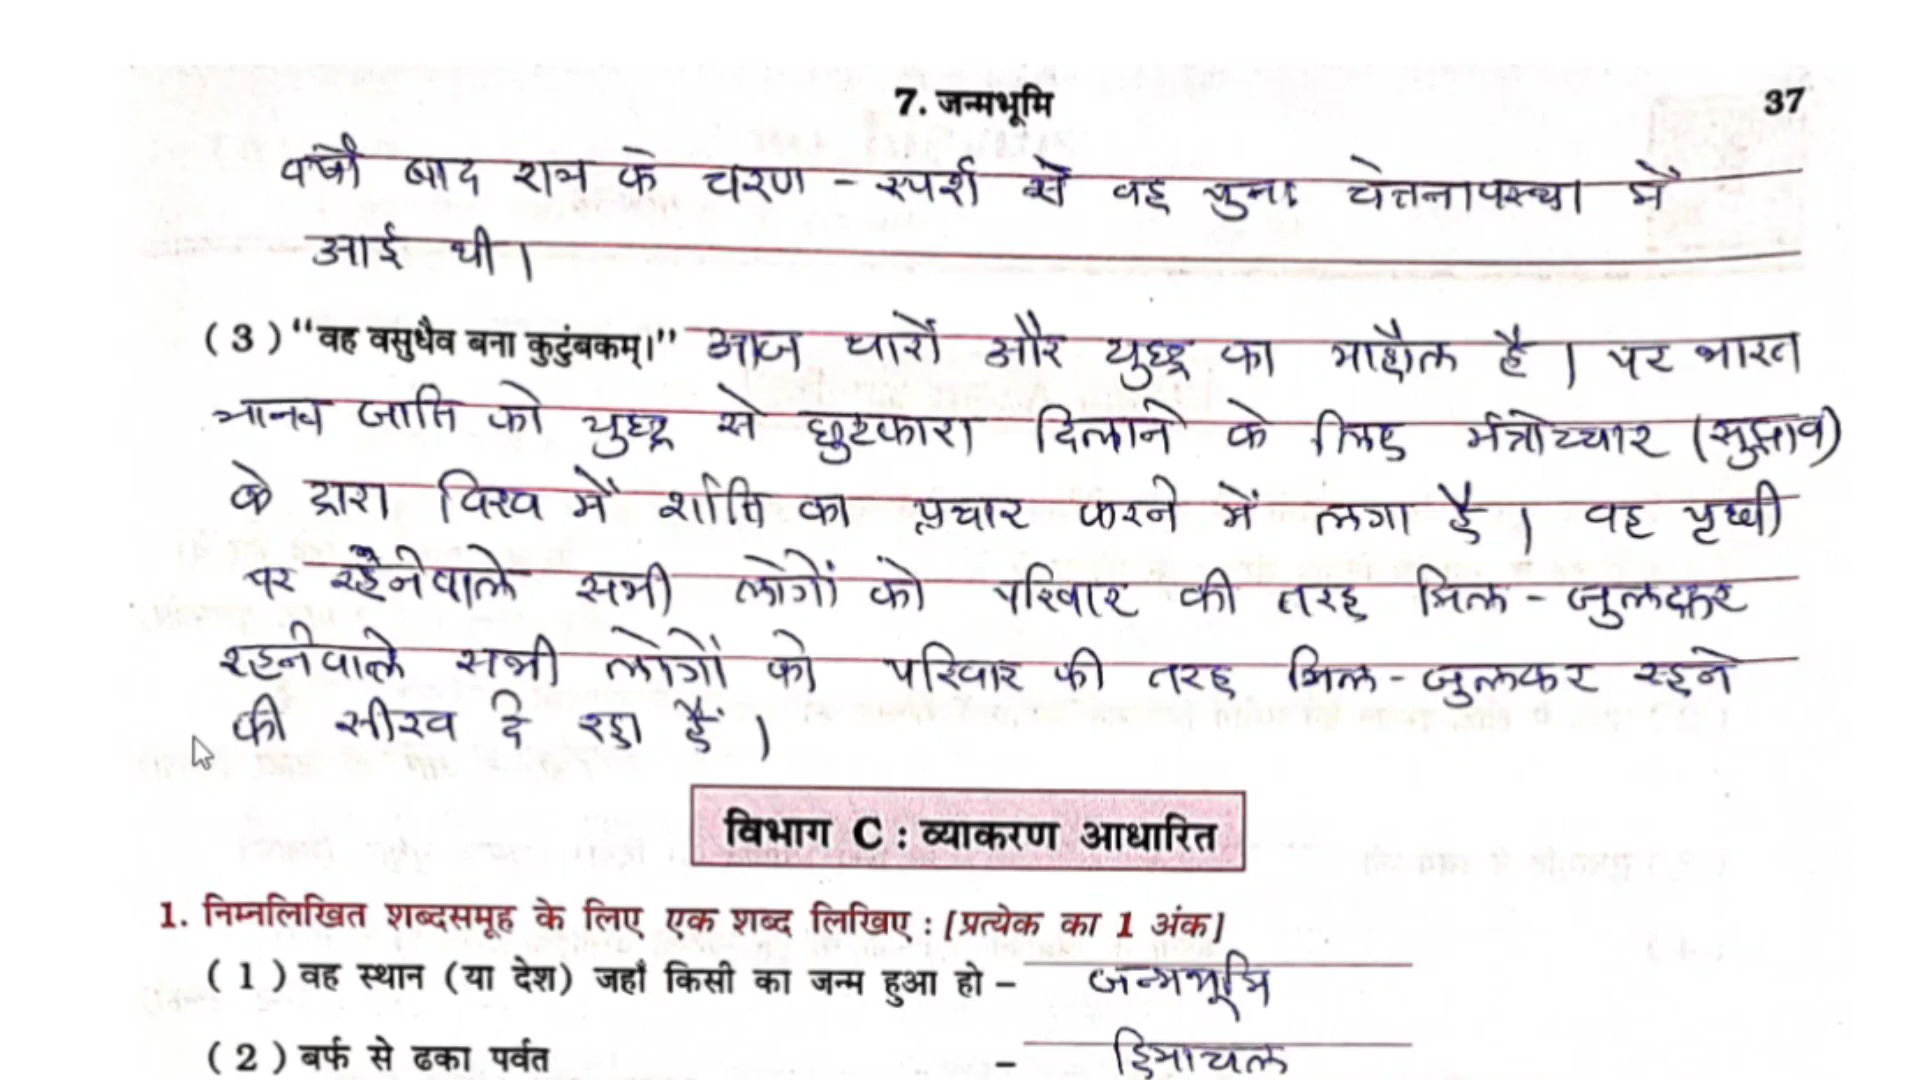 7. जन्मभूमि 37
वर्षों बाद राम के चरण - स्पर्श से वह पुनः चेतनावस्था में
आई थी।
( 3 ) “वह वसुधैव बना कुटुंबकम्।” आज चारों और युद्ध का माहौल है। पर भारत
मानव जाति को युद्ध से छुटकारा दिलाने के लिए मंत्रोच्चार (सुझाव)
के द्वारा विश्व में शांति का प्रचार करने में लगा है। वह पृथ्वी
पर रहनेवाले सभी लोगों को परिवार की तरह मिल - जुलकर
रहनेवाले सभी लोगों को परिवार की तरह मिल - जुलकर रहने
की सीख दे रहा हैं।
विभाग C : व्याकरण आधारित
1. निम्नलिखित शब्दसमूह के लिए एक शब्द लिखिए : [प्रत्येक का 1 अंक]
( 1 ) वह स्थान (या देश) जहाँ किसी का जन्म हुआ हो – जन्मभूमि
( 2 ) बर्फ से ढका पर्वत – हिमाचल